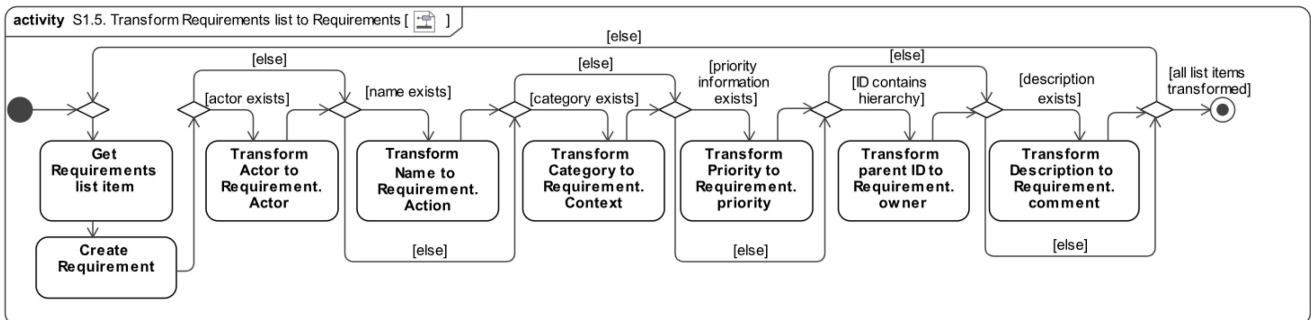 activity S1.5. Transform Requirements list to Requirements [ ]
[else]
[else]
[else]
[else]
[actor exists]
[name exists]
[category exists]
[priority
information
exists]
[ID contains
hierarchy]
[description
exists]
[all list items
transformed]
Get
Requirements
list item
Transform
Actor to
Requirement.
Actor
Transform
Name to
Requirement.
Action
Transform
Category to
Requirement.
Context
Transform
Priority to
Requirement.
priority
Transform
parent ID to
Requirement.
owner
Transform
Description to
Requirement.
comment
Create
Requirement
[else]
[else]
[else]